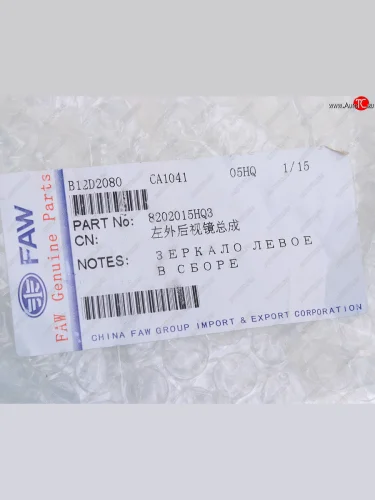 FAW
FAW Genuine Parts
B12D2080 CA1041 05HQ 1/15
PART No: 8202015HQ3
CN: 左外后视镜总成
NOTES: ЗЕРКАЛО ЛЕВОЕ
В СБОРЕ
CHINA FAW GROUP IMPORT & EXPORT CORPORATION